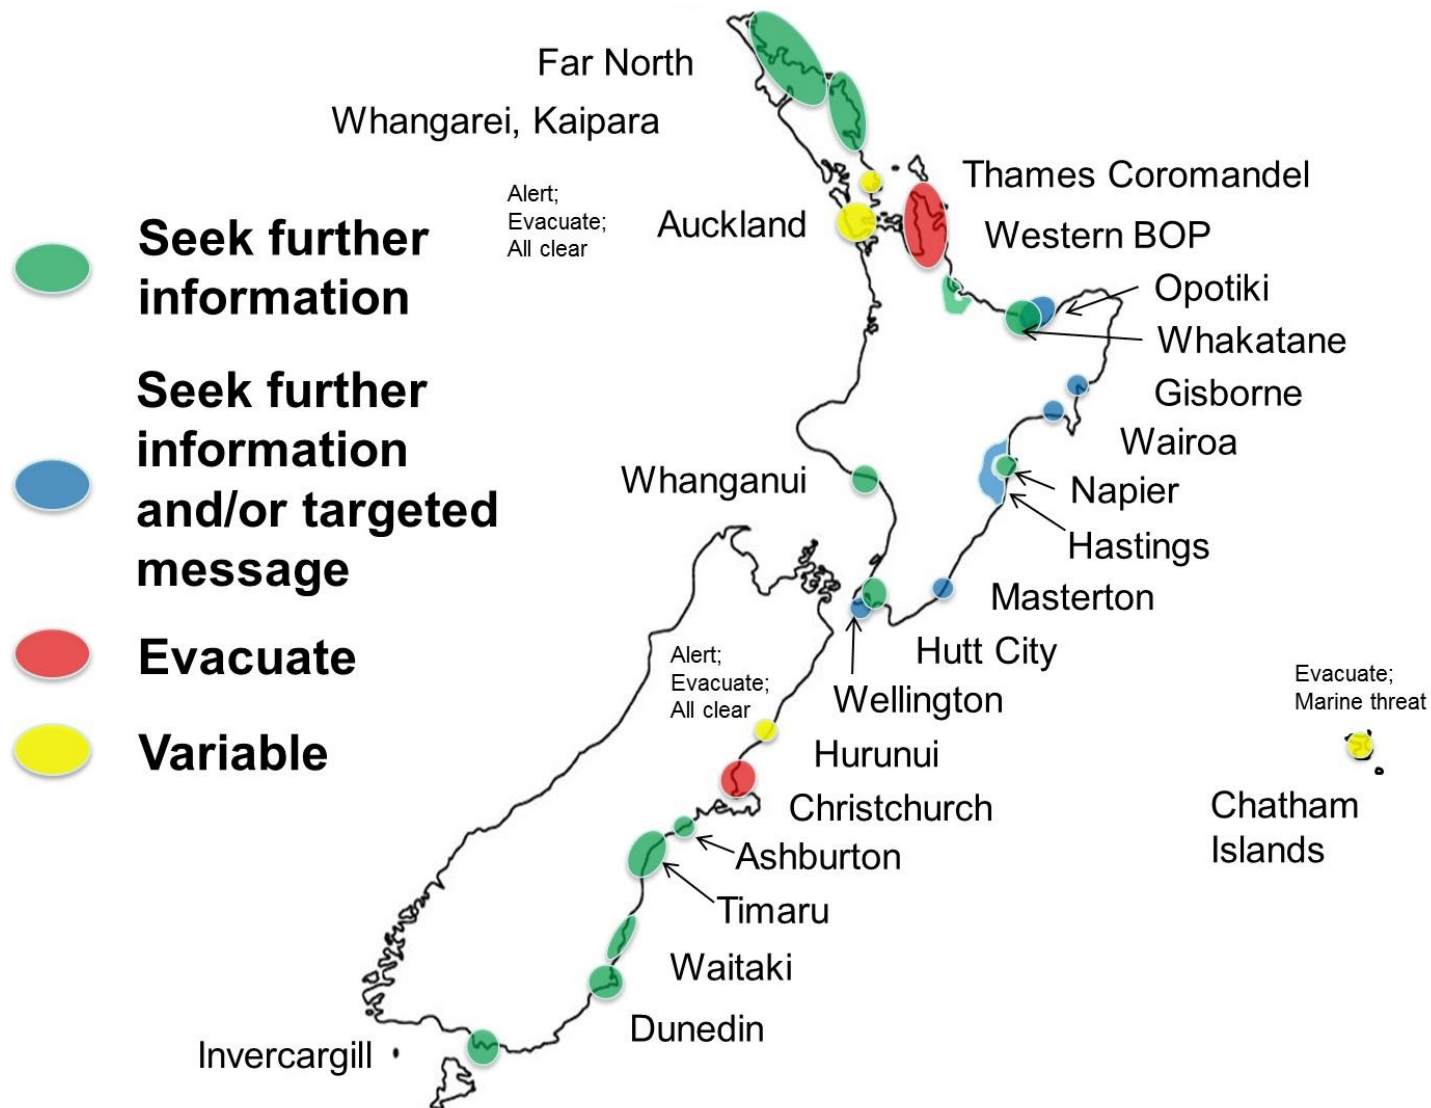 Far North
Whangarei, Kaipara
Alert;
Evacuate;
All clear
Auckland
Thames Coromandel
Western BOP
Opotiki
Whakatane
Gisborne
Wairoa
Napier
Hastings
Masterton
Hutt City
Wellington
Whanganui
Seek further
information
Seek further
information
and/or targeted
message
Evacuate
Variable
Alert;
Evacuate;
All clear
Hurunui
Christchurch
Ashburton
Timaru
Waitaki
Dunedin
Invercargill
Evacuate;
Marine threat
Chatham
Islands